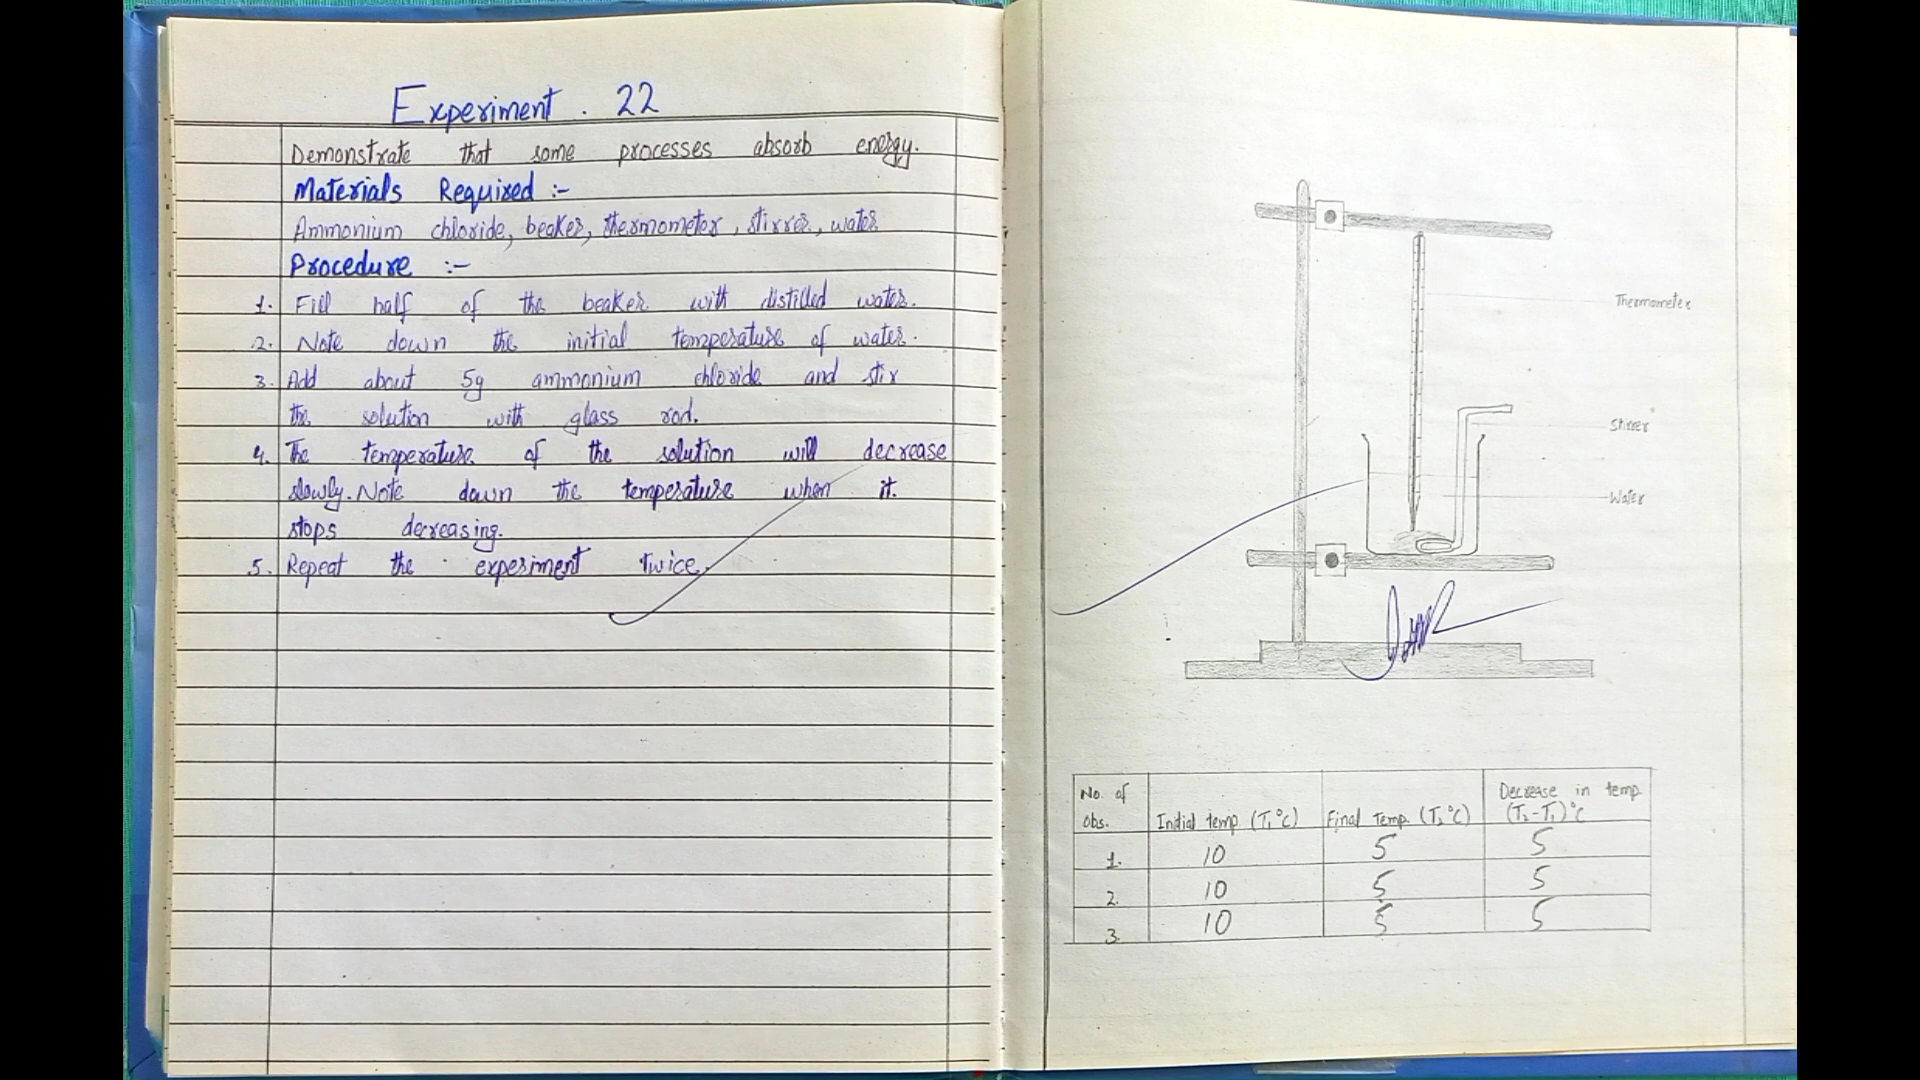 Experiment. 22
Demonstrate that some processes absorb energy.
Materials Required :-
Ammonium chloride, beaker, thermometer, stirrer, water
Procedure :-
1. Fill half of the beaker with distilled water.
2. Note down the initial temperature of water.
3. Add about 5g ammonium chloride and stir
the solution with glass rod.
4. The temperature of the solution will decrease
slowly. Note down the temperature when it.
stops decreasing.
5. Repeat the experiment twice.
Thermometer
Stirrer
Water
No. of Obs. Initial temp (T₁°C) Final Temp. (T₂°C) Decrease in temp (T₂-T₁)°C
1. 10 5 5
2. 10 5 5
3. 10 5 5